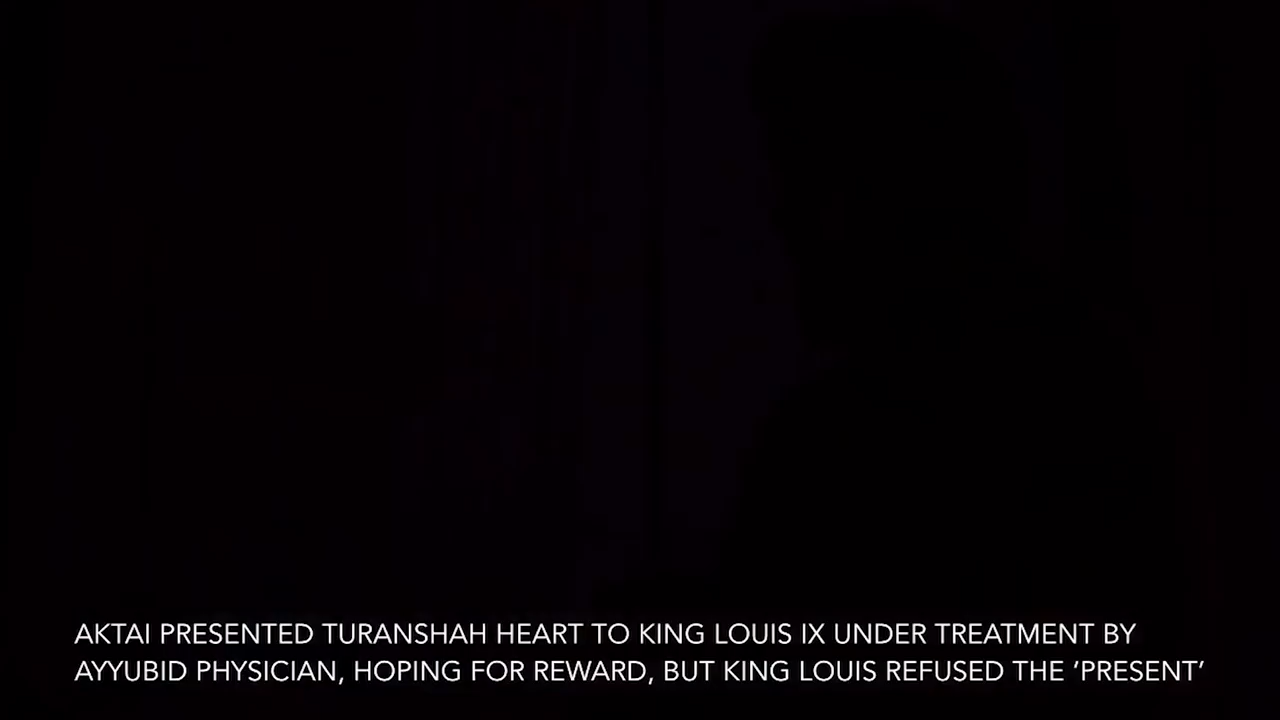 AKTAI PRESENTED TURANSHAH HEART TO KING LOUIS IX UNDER TREATMENT BY
AYYUBID PHYSICIAN, HOPING FOR REWARD, BUT KING LOUIS REFUSED THE ‘PRESENT’